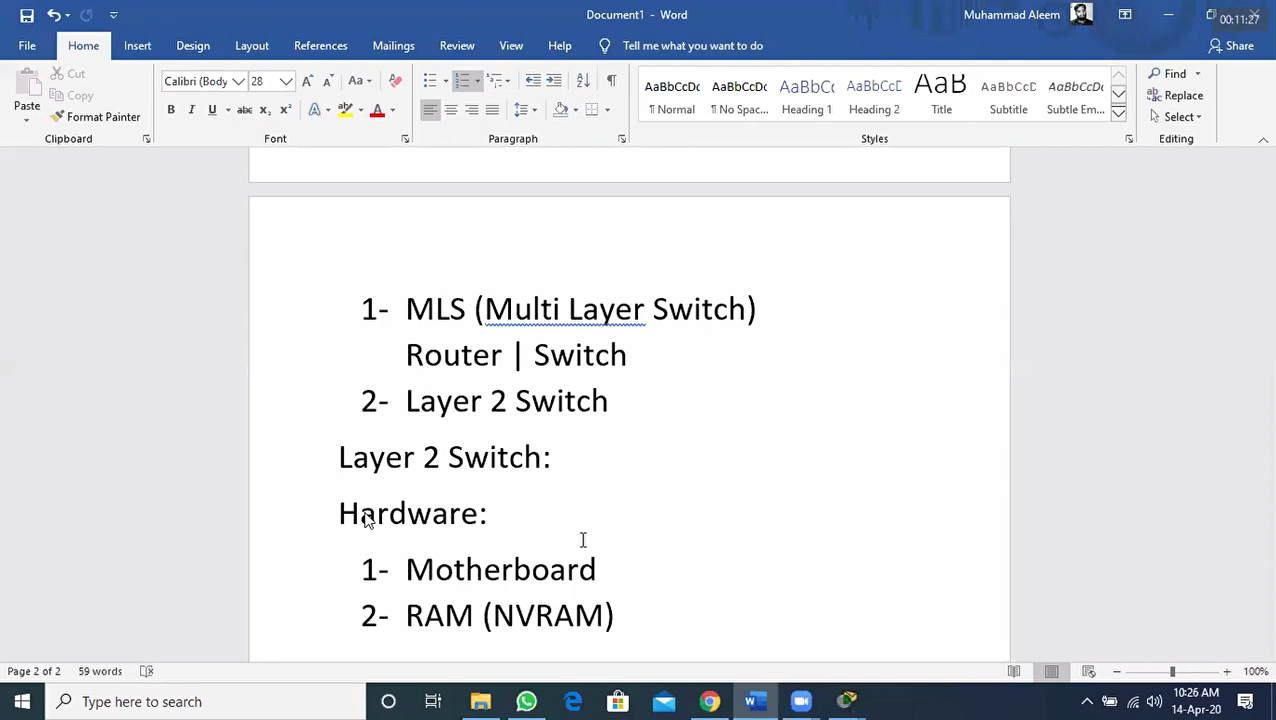 Document1 - Word
Muhammad Aleem
00:11:27
File Home Insert Design Layout References Mailings Review View Help Tell me what you want to do Share
Paste
Cut
Copy
Format Painter
Clipboard
Calibri (Body 28
Font
Paragraph
AaBbCcDc AaBbCcDc AaBbCc AaBbCcD AaB AaBbCcD AaBbCcDc
¶ Normal ¶ No Spac... Heading 1 Heading 2 Title Subtitle Subtle Em...
Styles
Find
Replace
Select
Editing
1- MLS (Multi Layer Switch)
Router | Switch
2- Layer 2 Switch
Layer 2 Switch:
Hardware:
1- Motherboard
2- RAM (NVRAM)
Page 2 of 2 59 words 100%
Type here to search
10:26 AM
14-Apr-20